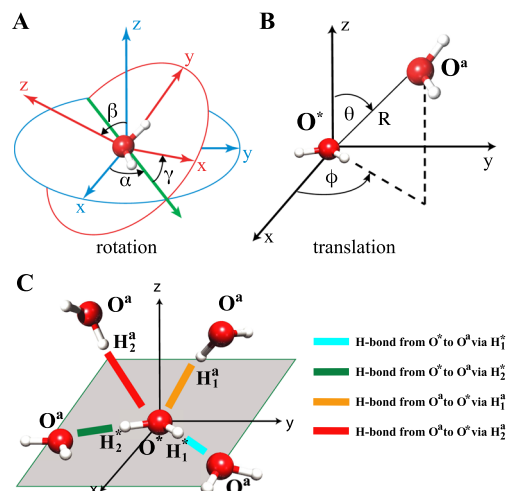 A
z
z
y
β
α
γ
x
x
y
rotation
B
z
Oᵃ
O*
θ
R
ϕ
y
x
translation
C
z
Oᵃ
Oᵃ
H₂ᵃ
H₁ᵃ
Oᵃ
y
H₂*
O*
H₁*
Oᵃ
x
H-bond from O* to Oᵃ via H₁*
H-bond from O* to Oᵃ via H₂*
H-bond from Oᵃ to O* via H₁ᵃ
H-bond from Oᵃ to O* via H₂ᵃ